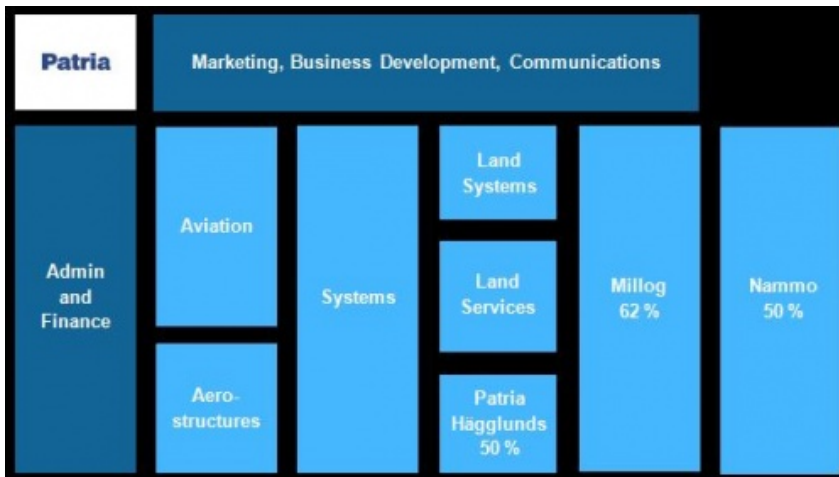 Patria
Marketing, Business Development, Communications
Admin
and
Finance
Aviation
Aero-
structures
Systems
Land
Systems
Land
Services
Patria
Hägglunds
50 %
Millog
62 %
Nammo
50 %